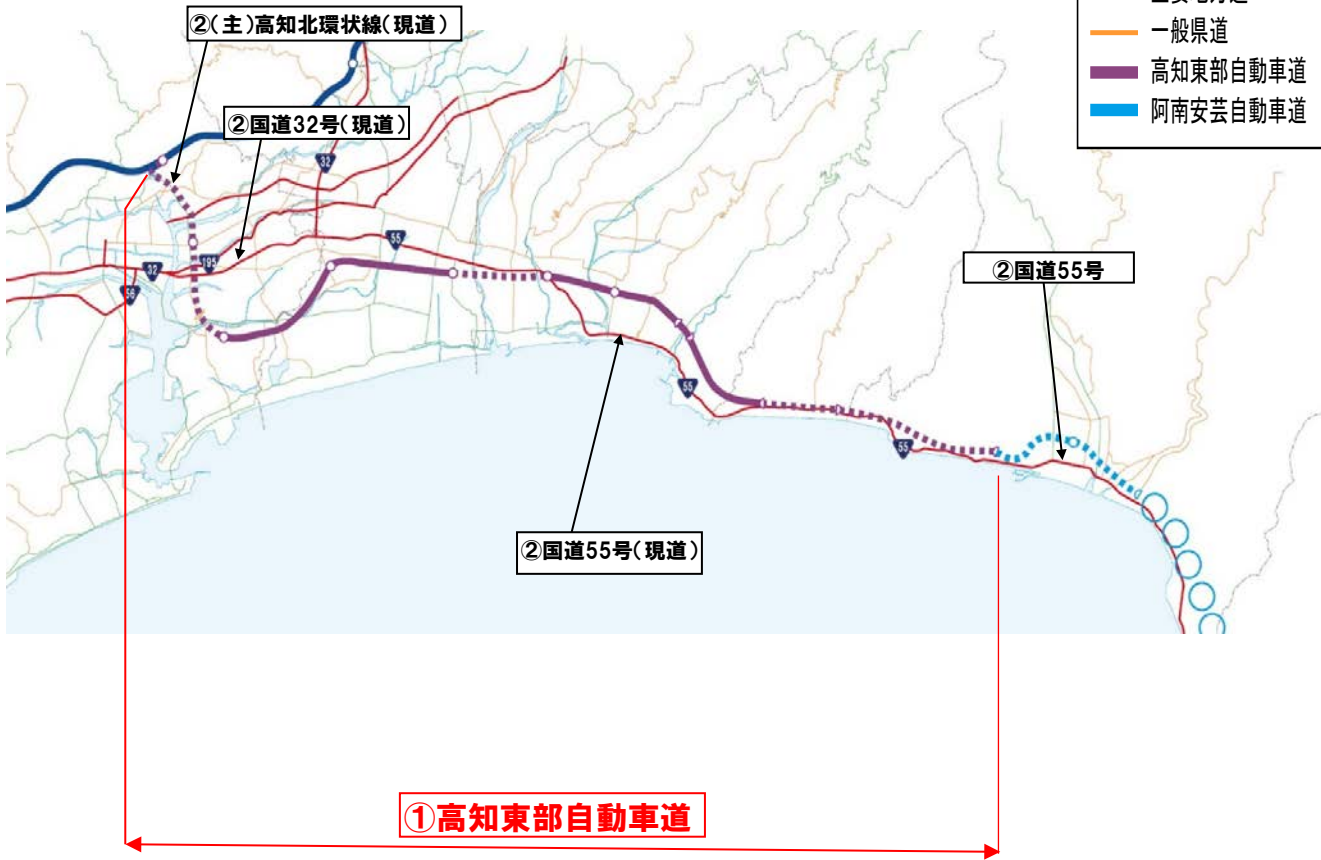 ②(主)高知北環状線(現道)
一般県道
高知東部自動車道
阿南安芸自動車道
②国道32号(現道)
32
55
195
32
56
②国道55号
55
55
②国道55号(現道)
①高知東部自動車道